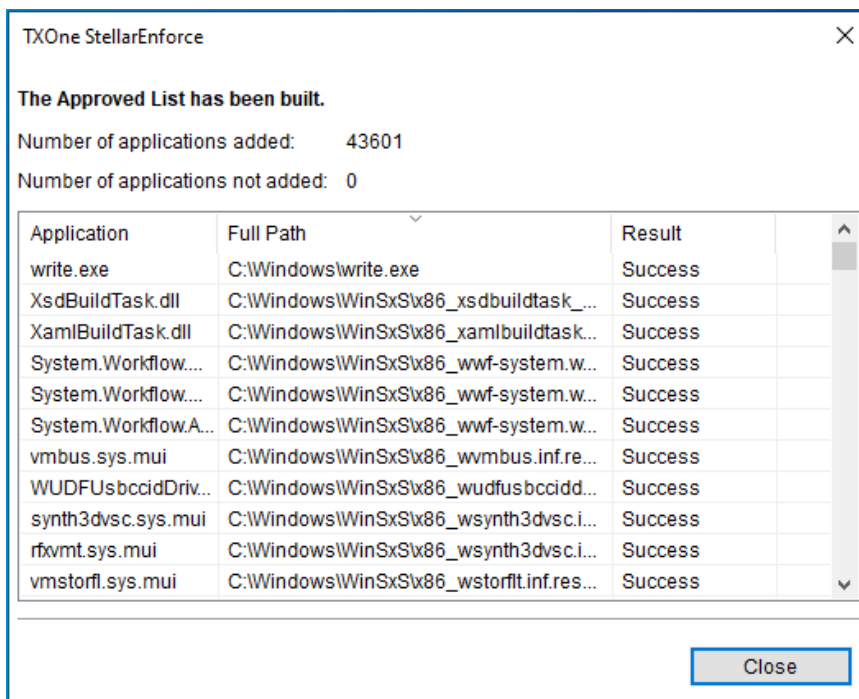 TXOne StellarEnforce
The Approved List has been built.
Number of applications added: 43601
Number of applications not added: 0
Application Full Path Result
write.exe C:\Windows\write.exe Success
XsdBuildTask.dll C:\Windows\WinSxS\x86_xsdbuildtask_... Success
XamlBuildTask.dll C:\Windows\WinSxS\x86_xamlbuildtask... Success
System.Workflow.... C:\Windows\WinSxS\x86_wwf-system.w... Success
System.Workflow.... C:\Windows\WinSxS\x86_wwf-system.w... Success
System.Workflow.A... C:\Windows\WinSxS\x86_wwf-system.w... Success
vmbus.sys.mui C:\Windows\WinSxS\x86_wvmbus.inf.re... Success
WUDFUsbccidDriv... C:\Windows\WinSxS\x86_wudfusbccidd... Success
synth3dvsc.sys.mui C:\Windows\WinSxS\x86_wsynth3dvsc.i... Success
rfxvmt.sys.mui C:\Windows\WinSxS\x86_wsynth3dvsc.i... Success
vmstorfl.sys.mui C:\Windows\WinSxS\x86_wstorflt.inf.res... Success
Close